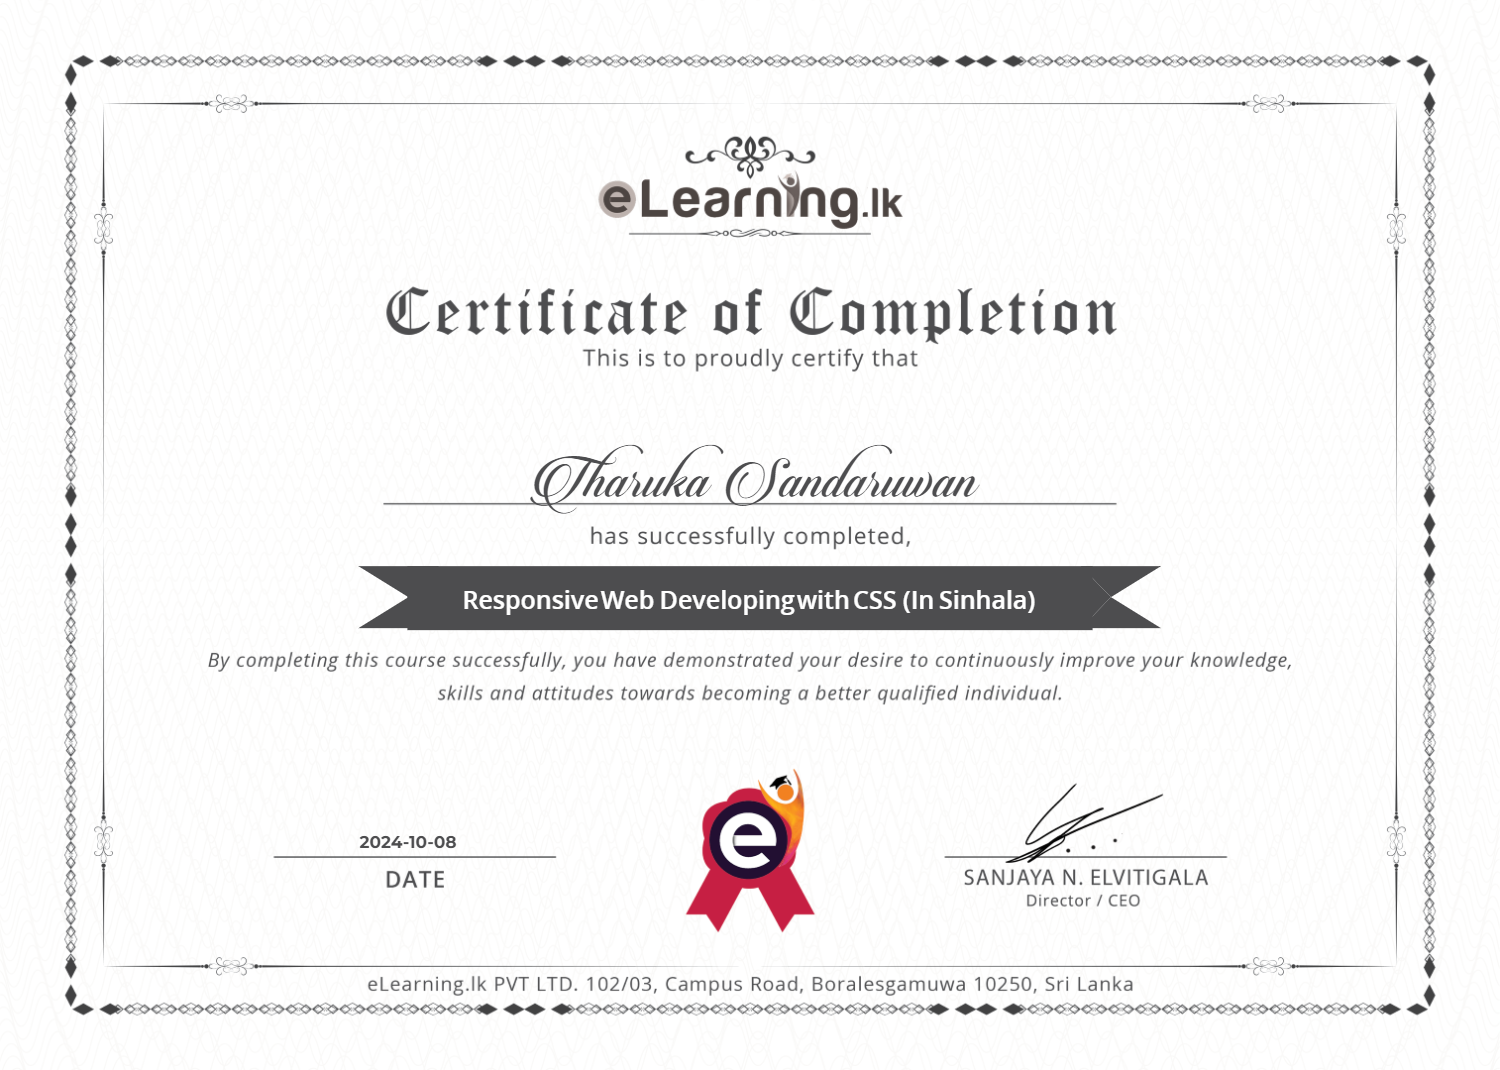 eLearning.lk
Certificate of Completion
This is to proudly certify that
Tharuka Sandaruwan
has successfully completed,
Responsive Web Developing with CSS (In Sinhala)
By completing this course successfully, you have demonstrated your desire to continuously improve your knowledge,
skills and attitudes towards becoming a better qualified individual.
e
2024-10-08
DATE
SANJAYA N. ELVITIGALA
Director / CEO
eLearning.lk PVT LTD. 102/03, Campus Road, Boralesgamuwa 10250, Sri Lanka